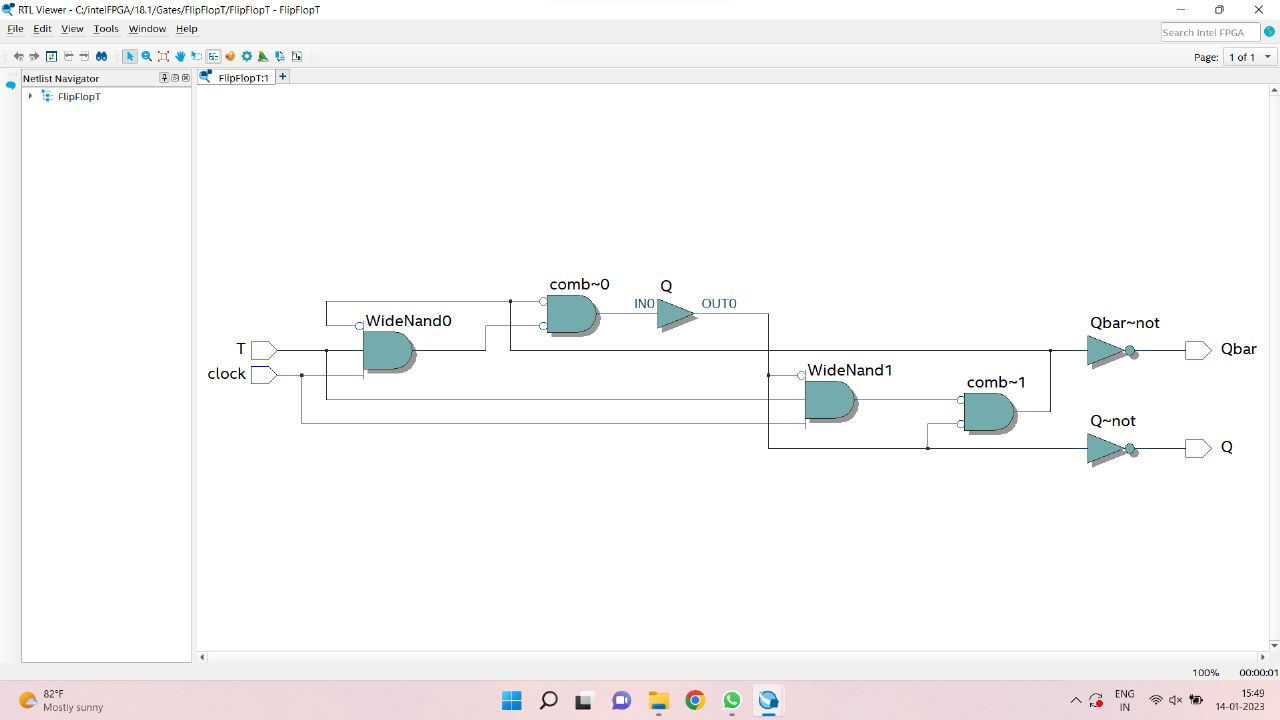 RTL Viewer - C:/intelFPGA/18.1/Gates/FlipFlopT/FlipFlopT - FlipFlopT
File Edit View Tools Window Help
Search Intel FPGA
Page: 1 of 1
Netlist Navigator
FlipFlopT:1
FlipFlopT
comb~0
Q
IN0
OUT0
WideNand0
Qbar~not
T
Qbar
clock
WideNand1
comb~1
Q~not
Q
100% 00:00:01
82°F
Mostly sunny
ENG
IN
15:49
14-01-2023